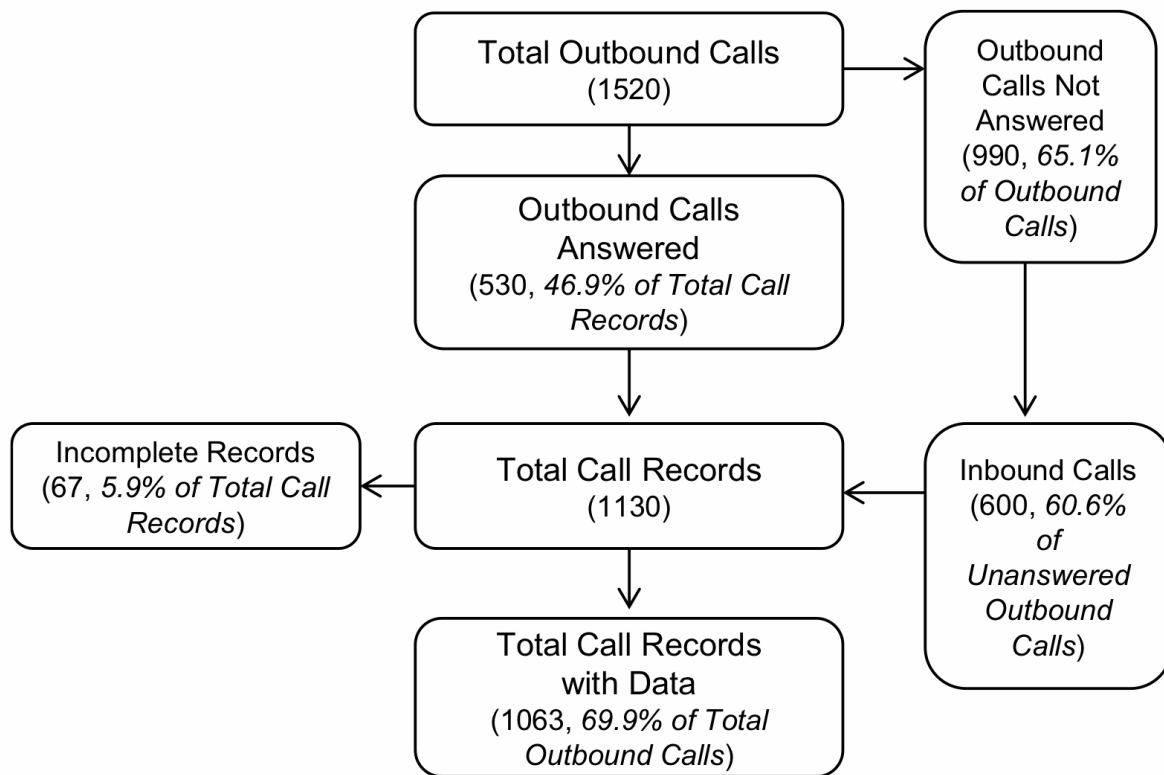 Total Outbound Calls
(1520)
Outbound
Calls Not
Answered
(990, 65.1%
of Outbound
Calls)
Outbound Calls
Answered
(530, 46.9% of Total Call
Records)
Incomplete Records
(67, 5.9% of Total Call
Records)
Total Call Records
(1130)
Inbound Calls
(600, 60.6%
of
Unanswered
Outbound
Calls)
Total Call Records
with Data
(1063, 69.9% of Total
Outbound Calls)